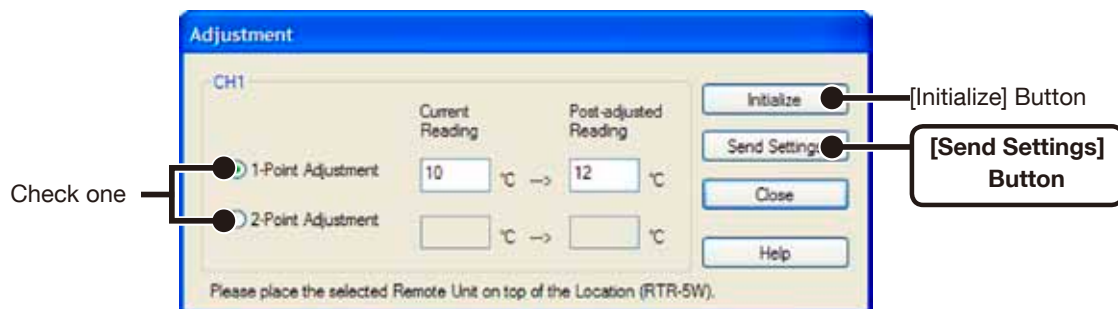 Adjustment
CH1
Current
Reading
Post-adjusted
Reading
1-Point Adjustment 10 °C --> 12 °C
2-Point Adjustment °C --> °C
Initialize
Send Settings
Close
Help
Please place the selected Remote Unit on top of the Location (RTR-5W).
Check one
[Initialize] Button
[Send Settings]
Button